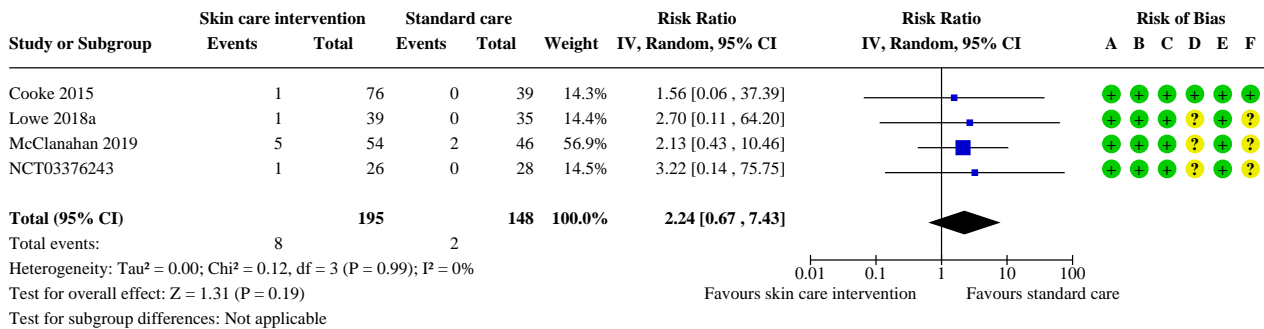 Skin care intervention Standard care Risk Ratio Risk Ratio Risk of Bias
Study or Subgroup Events Total Events Total Weight IV, Random, 95% CI IV, Random, 95% CI A B C D E F
Cooke 2015 1 76 0 39 14.3% 1.56 [0.06 , 37.39] + + + + + +
Lowe 2018a 1 39 0 35 14.4% 2.70 [0.11 , 64.20] + + + ? + ?
McClanahan 2019 5 54 2 46 56.9% 2.13 [0.43 , 10.46] + + + ? + ?
NCT03376243 1 26 0 28 14.5% 3.22 [0.14 , 75.75] + + + ? + ?
Total (95% CI) 195 148 100.0% 2.24 [0.67 , 7.43]
Total events: 8 2
Heterogeneity: Tau² = 0.00; Chi² = 0.12, df = 3 (P = 0.99); I² = 0%
0.01 0.1 1 10 100
Test for overall effect: Z = 1.31 (P = 0.19)
Favours skin care intervention Favours standard care
Test for subgroup differences: Not applicable